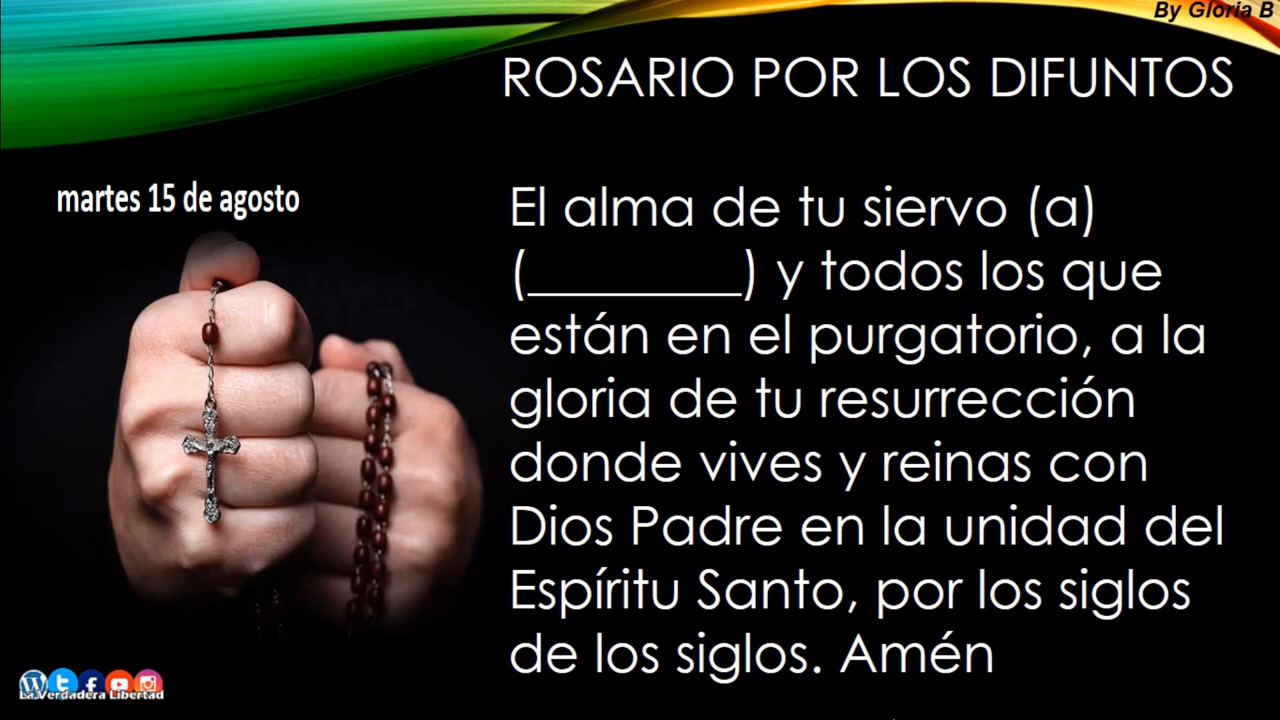 By Gloria B
ROSARIO POR LOS DIFUNTOS
martes 15 de agosto
El alma de tu siervo (a)
(________) y todos los que
están en el purgatorio, a la
gloria de tu resurrección
donde vives y reinas con
Dios Padre en la unidad del
Espíritu Santo, por los siglos
de los siglos. Amén
La Verdadera Libertad